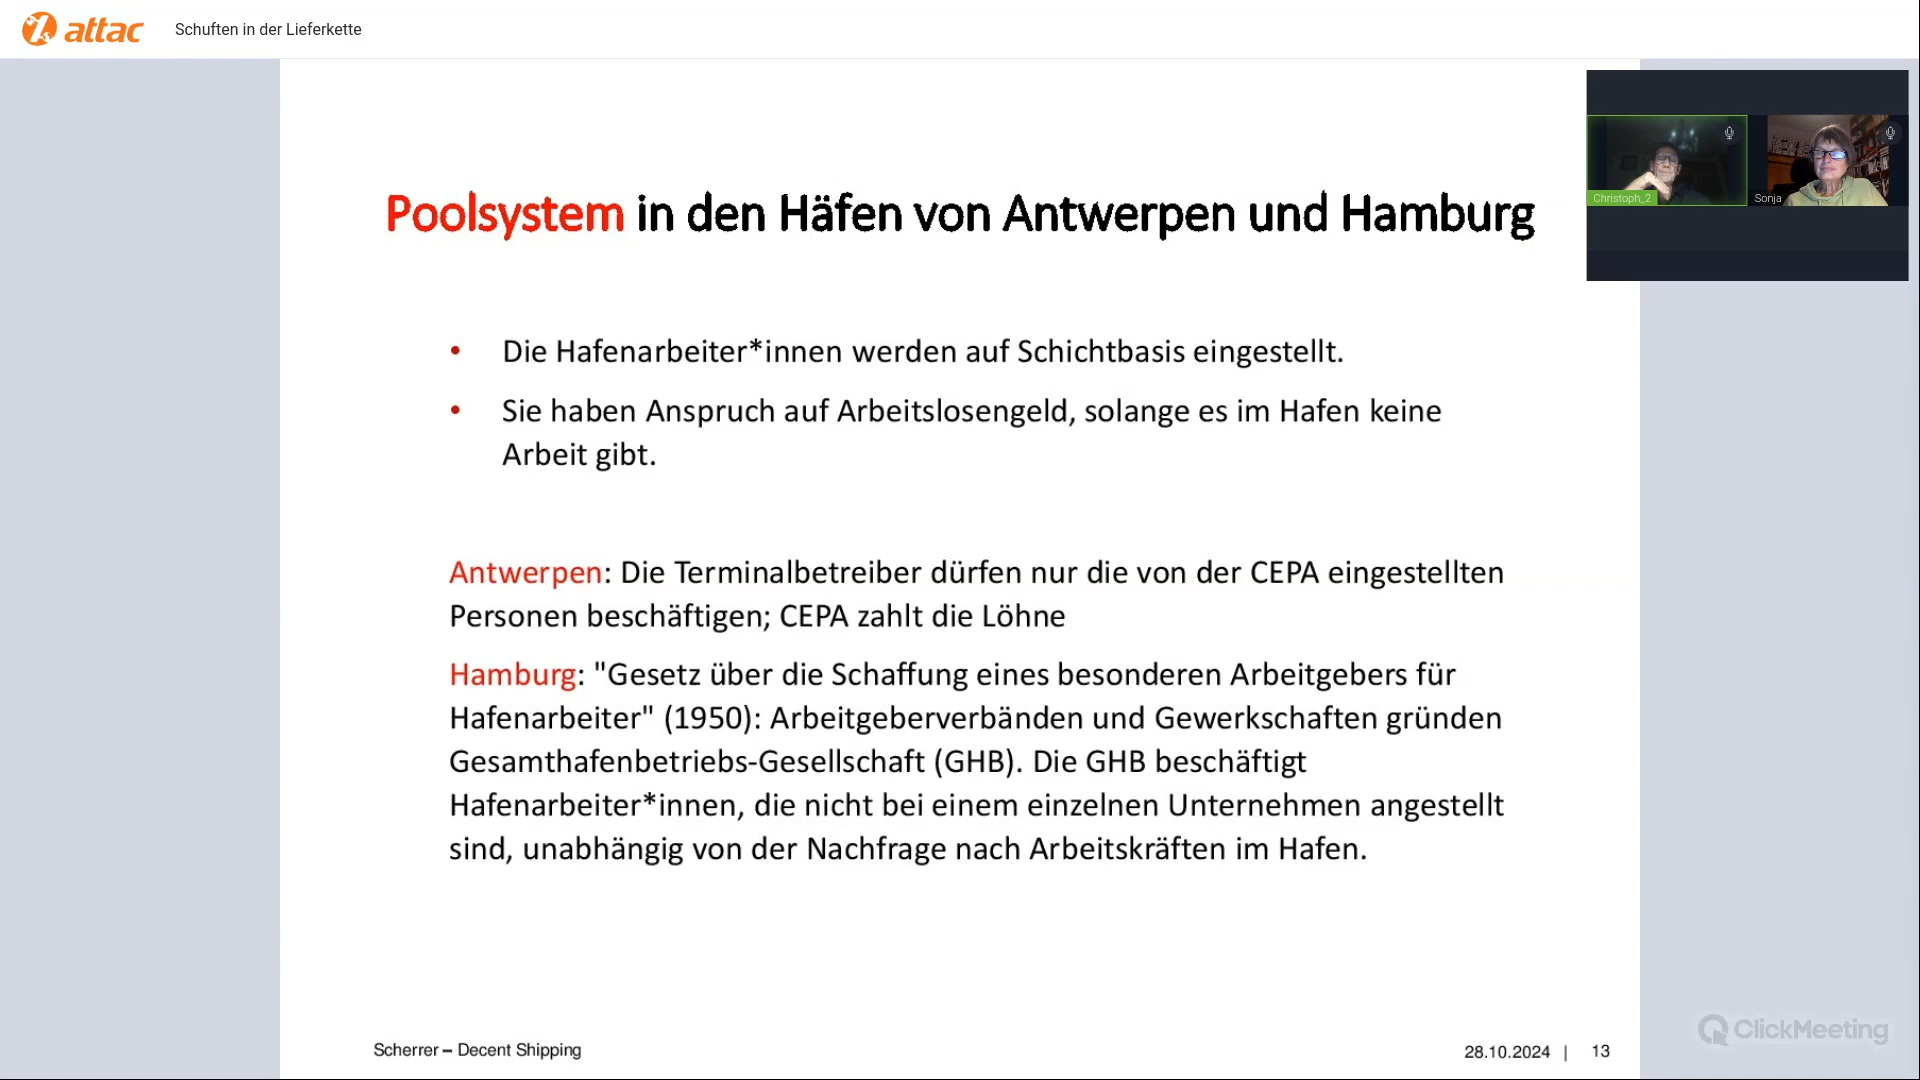 attac
Schuften in der Lieferkette
Christoph_2
Sonja
Poolsystem in den Häfen von Antwerpen und Hamburg
• Die Hafenarbeiter*innen werden auf Schichtbasis eingestellt.
• Sie haben Anspruch auf Arbeitslosengeld, solange es im Hafen keine
Arbeit gibt.
Antwerpen: Die Terminalbetreiber dürfen nur die von der CEPA eingestellten
Personen beschäftigen; CEPA zahlt die Löhne
Hamburg: "Gesetz über die Schaffung eines besonderen Arbeitgebers für
Hafenarbeiter" (1950): Arbeitgeberverbänden und Gewerkschaften gründen
Gesamthafenbetriebs-Gesellschaft (GHB). Die GHB beschäftigt
Hafenarbeiter*innen, die nicht bei einem einzelnen Unternehmen angestellt
sind, unabhängig von der Nachfrage nach Arbeitskräften im Hafen.
ClickMeeting
Scherrer – Decent Shipping
28.10.2024 | 13